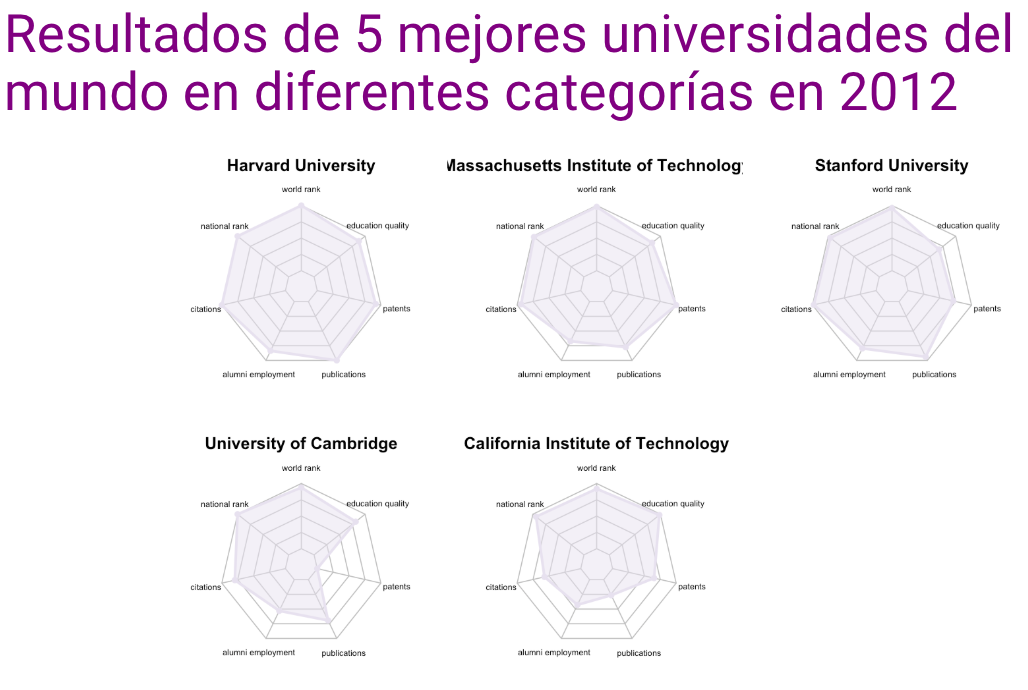 Resultados de 5 mejores universidades del
mundo en diferentes categorías en 2012
Harvard University
world rank
national rank
education quality
citations
patents
alumni employment
publications
Massachusetts Institute of Technology
world rank
national rank
education quality
citations
patents
alumni employment
publications
Stanford University
world rank
national rank
education quality
citations
patents
alumni employment
publications
University of Cambridge
world rank
national rank
education quality
citations
patents
alumni employment
publications
California Institute of Technology
world rank
national rank
education quality
citations
patents
alumni employment
publications